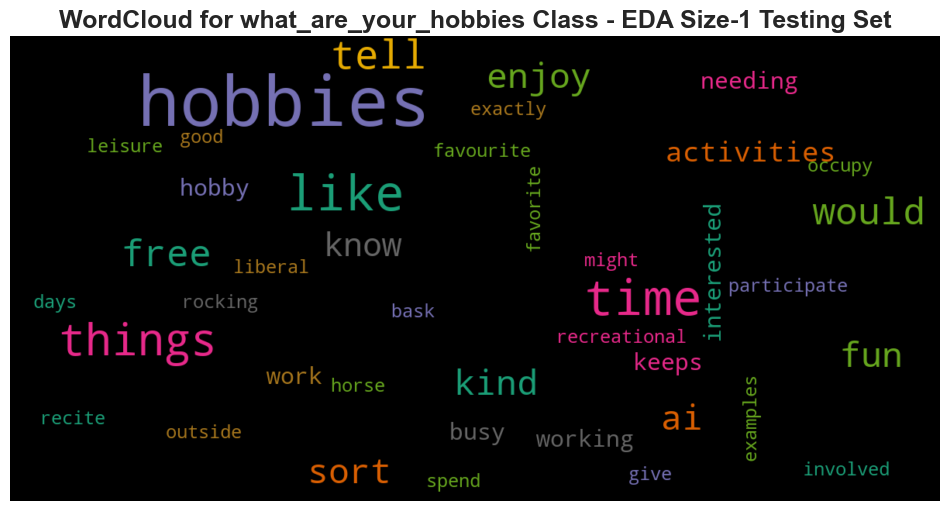 WordCloud for what_are_your_hobbies Class - EDA Size-1 Testing Set
tell
hobbies
enjoy
needing
exactly
good
leisure
favourite
activities
occupy
hobby
like
favorite
would
know
free
interested
liberal
might
participate
days
rocking
time
bask
things
recreational
fun
keeps
work
horse
kind
examples
recite
ai
outside
busy
working
sort
spend
give
involved